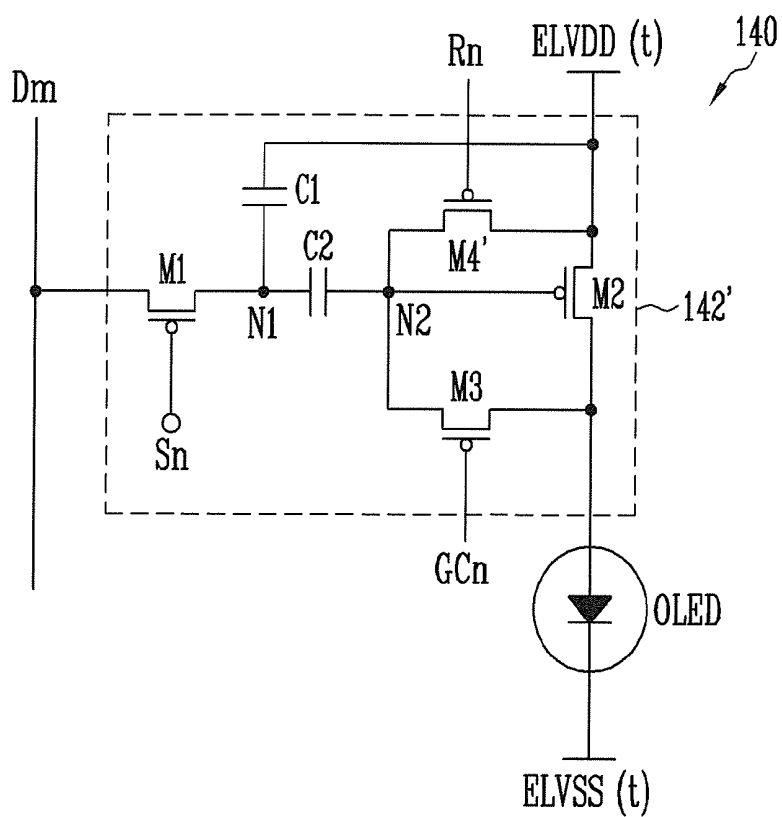 140
ELVDD (t)
Rn
Dm
C1
C2
M4'
M1
M2
N1
N2
142'
M3
Sn
GCn
OLED
ELVSS (t)